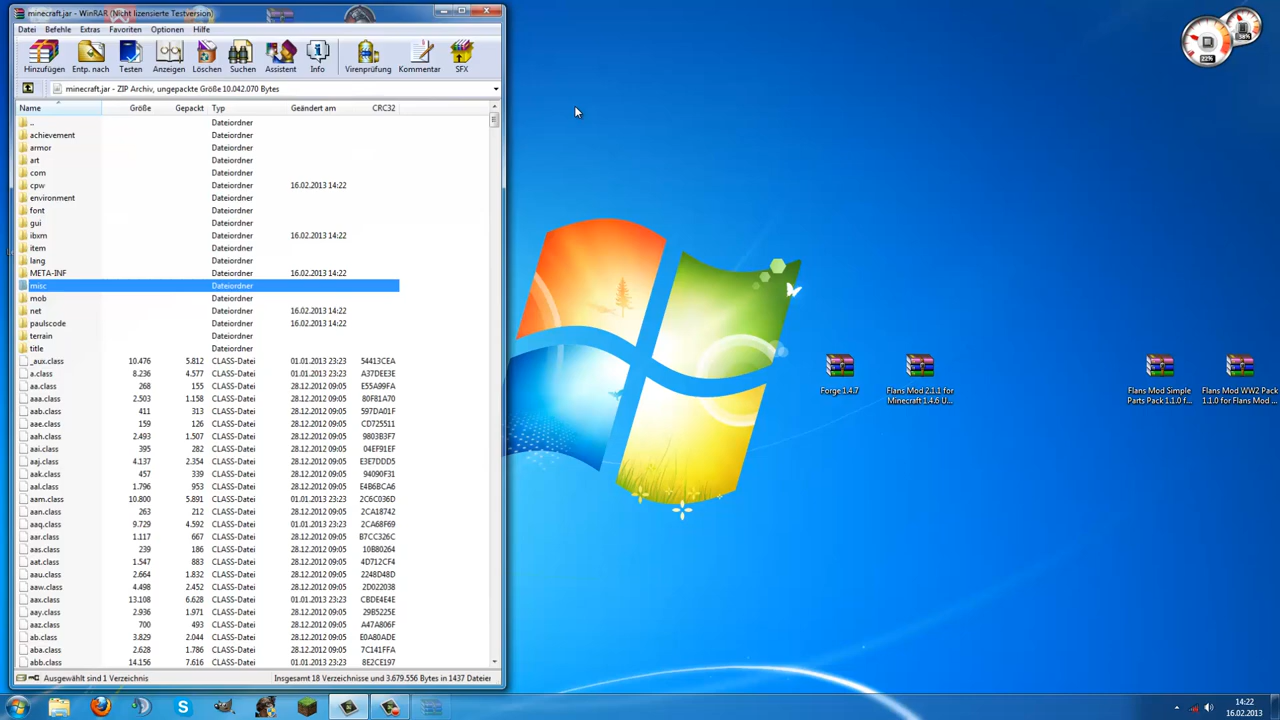 minecraft.jar - WinRAR (Nicht lizensierte Testversion)
Datei Befehle Extras Favoriten Optionen Hilfe
Hinzufügen Entp. nach Testen Anzeigen Löschen Suchen Assistent Info Virenprüfung Kommentar SFX
minecraft.jar - ZIP Archiv, ungepackte Größe 10.042.070 Bytes
Name Größe Gepackt Typ Geändert am CRC32
.. Dateiordner
achievement Dateiordner
armor Dateiordner
art Dateiordner
com Dateiordner
cpw Dateiordner 16.02.2013 14:22
environment Dateiordner
font Dateiordner
gui Dateiordner
ibxm Dateiordner 16.02.2013 14:22
item Dateiordner
lang Dateiordner
META-INF Dateiordner 16.02.2013 14:22
misc Dateiordner
mob Dateiordner
net Dateiordner 16.02.2013 14:22
paulscode Dateiordner 16.02.2013 14:22
terrain Dateiordner
title Dateiordner
_aux.class 10.476 5.812 CLASS-Datei 01.01.2013 23:23 54413CEA
a.class 8.236 4.577 CLASS-Datei 01.01.2013 23:23 A37DEE3E
aa.class 268 155 CLASS-Datei 28.12.2012 09:05 E55A99FA
aaa.class 2.503 1.158 CLASS-Datei 28.12.2012 09:05 80F81A70
aab.class 411 313 CLASS-Datei 28.12.2012 09:05 597DA01F
aae.class 159 126 CLASS-Datei 28.12.2012 09:05 CD725511
aah.class 2.493 1.507 CLASS-Datei 28.12.2012 09:05 9803B3F7
aai.class 395 282 CLASS-Datei 28.12.2012 09:05 04EF91EF
aaj.class 4.137 2.354 CLASS-Datei 28.12.2012 09:05 E3E7DDD5
aak.class 457 339 CLASS-Datei 28.12.2012 09:05 94090F31
aal.class 1.796 953 CLASS-Datei 28.12.2012 09:05 E4B6BCA6
aam.class 10.800 5.891 CLASS-Datei 01.01.2013 23:23 2C6C036D
aan.class 263 212 CLASS-Datei 28.12.2012 09:05 2CA18742
aaq.class 9.729 4.592 CLASS-Datei 01.01.2013 23:23 2CA68F69
aar.class 1.117 667 CLASS-Datei 28.12.2012 09:05 B7CC326C
aas.class 239 186 CLASS-Datei 28.12.2012 09:05 10B80264
aat.class 1.547 883 CLASS-Datei 28.12.2012 09:05 4D712CF4
aau.class 2.664 1.832 CLASS-Datei 28.12.2012 09:05 2248D48D
aaw.class 4.498 2.452 CLASS-Datei 28.12.2012 09:05 2D022038
aax.class 13.108 6.628 CLASS-Datei 01.01.2013 23:23 CBDE4E4E
aay.class 2.936 1.971 CLASS-Datei 28.12.2012 09:05 29B5225E
aaz.class 700 493 CLASS-Datei 28.12.2012 09:05 A47A806F
ab.class 3.829 2.044 CLASS-Datei 28.12.2012 09:05 E0A80ADE
aba.class 2.628 1.786 CLASS-Datei 28.12.2012 09:05 7FC141FFA
abb.class 14.156 7.616 CLASS-Datei 28.12.2012 09:05 8E2CE197
Ausgewählt sind 1 Verzeichnis Insgesamt 18 Verzeichnisse und 3.679.556 Bytes in 1437 Dateien
22% 38%
Forge 1.4.7
Flans Mod 2.1.1 for Minecraft 1.4.6 U...
Flans Mod Simple Parts Pack 1.1.0 f...
Flans Mod WW2 Pack 1.1.0 for Flans Mod ...
14:22
16.02.2013